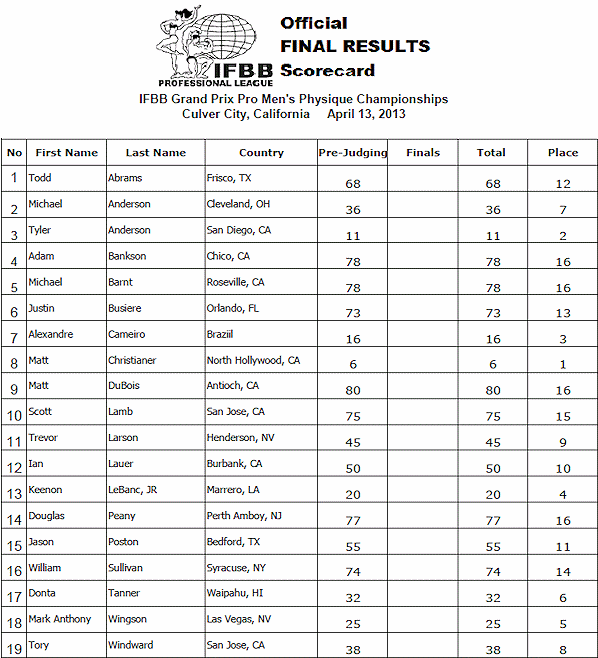 Official
FINAL RESULTS
Scorecard
IFBB
PROFESSIONAL LEAGUE
IFBB Grand Prix Pro Men's Physique Championships
Culver City, California April 13, 2013
No First Name Last Name Country Pre-Judging Finals Total Place
1 Todd Abrams Frisco, TX 68 68 12
2 Michael Anderson Cleveland, OH 36 36 7
3 Tyler Anderson San Diego, CA 11 11 2
4 Adam Bankson Chico, CA 78 78 16
5 Michael Barnt Roseville, CA 78 78 16
6 Justin Busiere Orlando, FL 73 73 13
7 Alexandre Cameiro Braziil 16 16 3
8 Matt Christianer North Hollywood, CA 6 6 1
9 Matt DuBois Antioch, CA 80 80 16
10 Scott Lamb San Jose, CA 75 75 15
11 Trevor Larson Henderson, NV 45 45 9
12 Ian Lauer Burbank, CA 50 50 10
13 Keenon LeBanc, JR Marrero, LA 20 20 4
14 Douglas Peany Perth Amboy, NJ 77 77 16
15 Jason Poston Bedford, TX 55 55 11
16 William Sullivan Syracuse, NY 74 74 14
17 Donta Tanner Waipahu, HI 32 32 6
18 Mark Anthony Wingson Las Vegas, NV 25 25 5
19 Tory Windward San Jose, CA 38 38 8